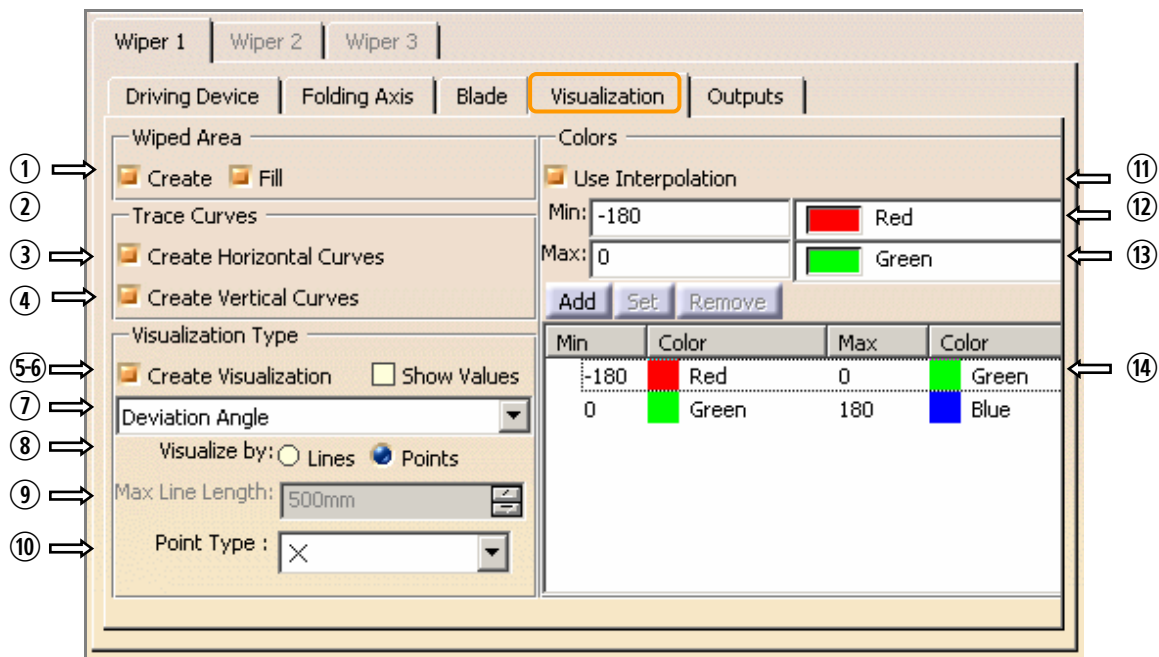 Wiper 1 Wiper 2 Wiper 3
Driving Device Folding Axis Blade Visualization Outputs
Wiped Area
① Create Fill
②
Trace Curves
③ Create Horizontal Curves
④ Create Vertical Curves
Visualization Type
⑤-⑥ Create Visualization Show Values
⑦ Deviation Angle
⑧ Visualize by: Lines Points
⑨ Max Line Length: 500mm
⑩ Point Type :
Colors
Use Interpolation ⑪
Min: -180 Red ⑫
Max: 0 Green ⑬
Add Set Remove
Min Color Max Color
-180 Red 0 Green ⑭
0 Green 180 Blue